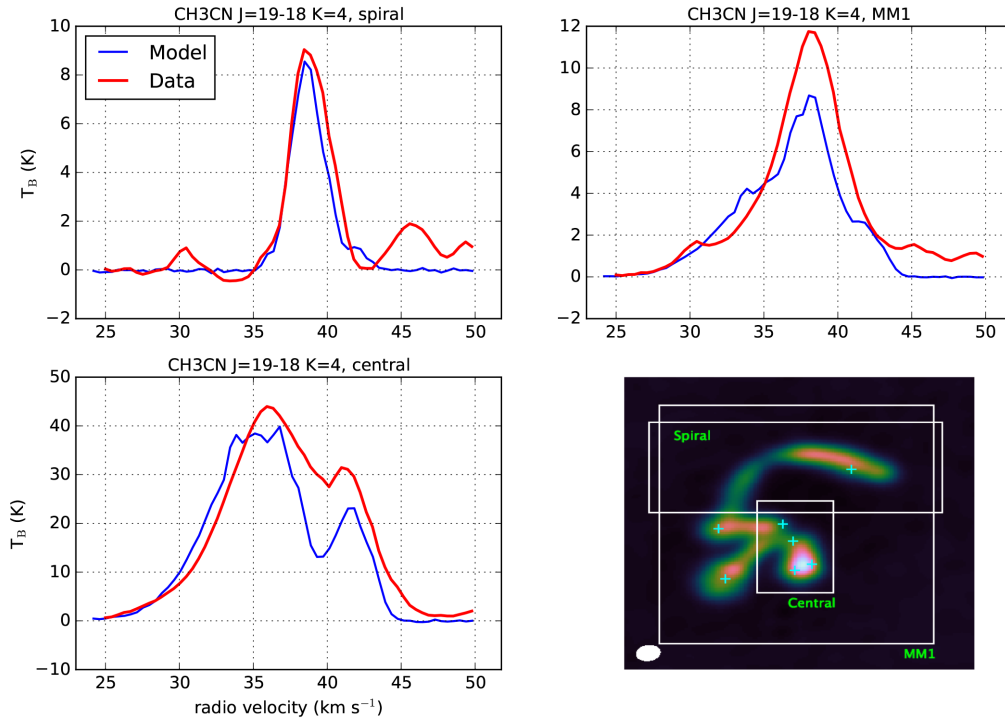 CH3CN J=19-18 K=4, spiral
10
8
6
4
2
0
−2
T_B (K)
Model
Data
25 30 35 40 45 50
CH3CN J=19-18 K=4, MM1
12
10
8
6
4
2
0
−2
25 30 35 40 45 50
CH3CN J=19-18 K=4, central
50
40
30
20
10
0
−10
T_B (K)
25 30 35 40 45 50
radio velocity (km s⁻¹)
Spiral
Central
MM1